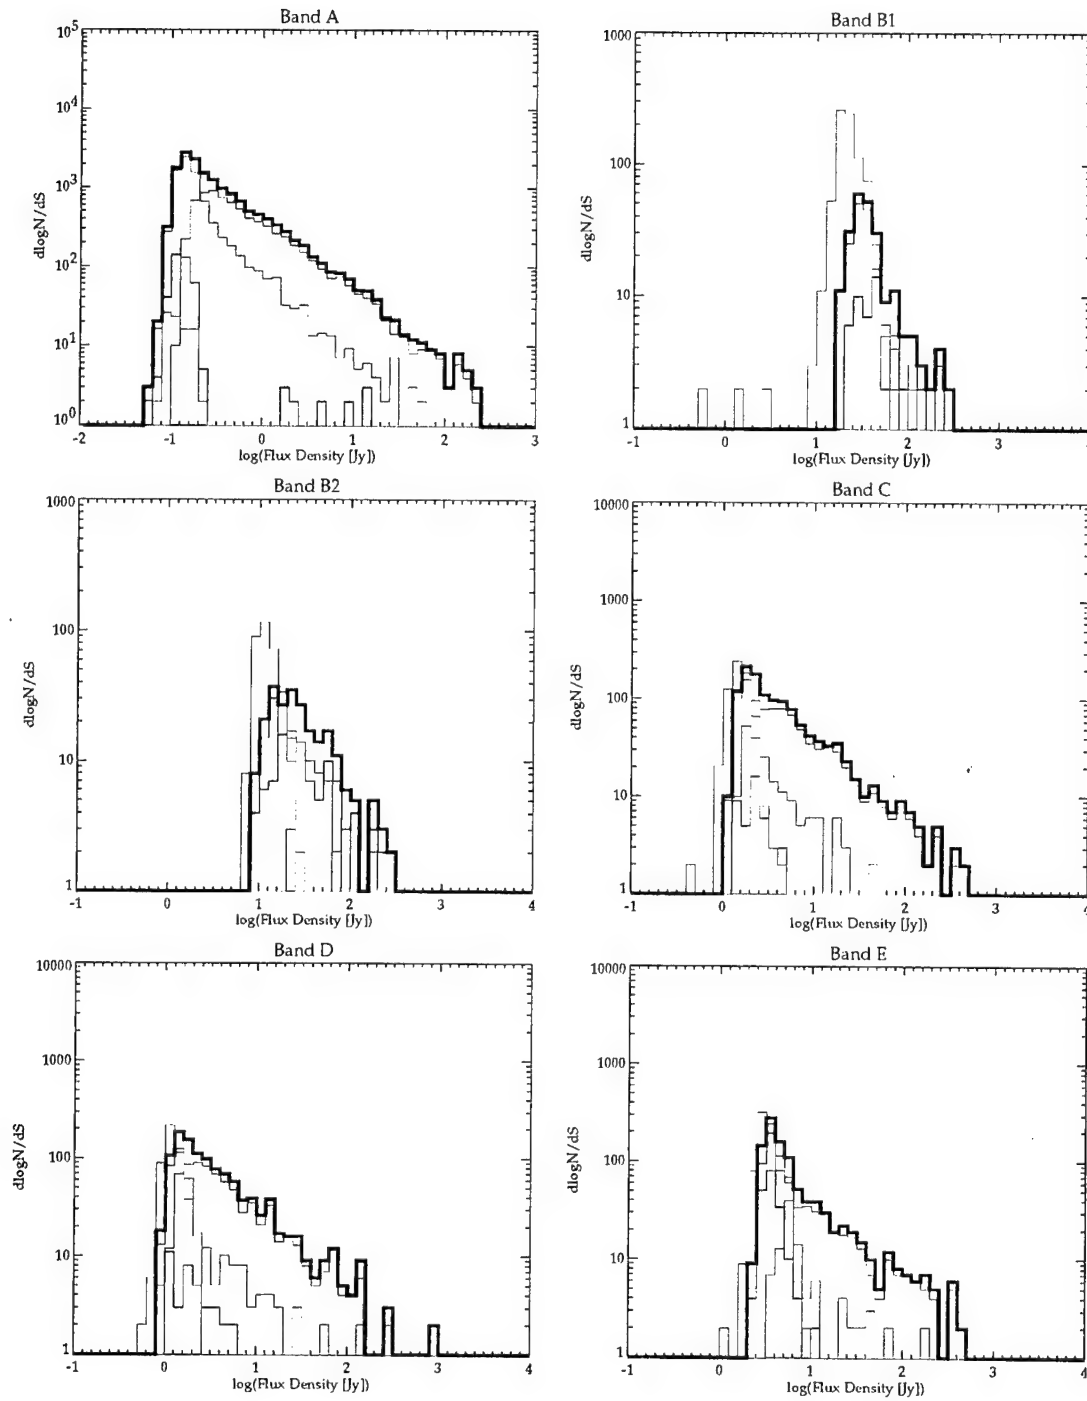 Band A
10^5
10^4
10^3
10^2
10^1
10^0
dlogN/dS
-2 -1 0 1 2 3
log(Flux Density [Jy])
Band B1
1000
100
10
1
dlogN/dS
-1 0 1 2 3
log(Flux Density [Jy])
Band B2
1000
100
10
1
dlogN/dS
-1 0 1 2 3 4
log(Flux Density [Jy])
Band C
10000
1000
100
10
1
dlogN/dS
-1 0 1 2 3 4
log(Flux Density [Jy])
Band D
10000
1000
100
10
1
dlogN/dS
-1 0 1 2 3 4
log(Flux Density [Jy])
Band E
10000
1000
100
10
1
dlogN/dS
-1 0 1 2 3 4
log(Flux Density [Jy])